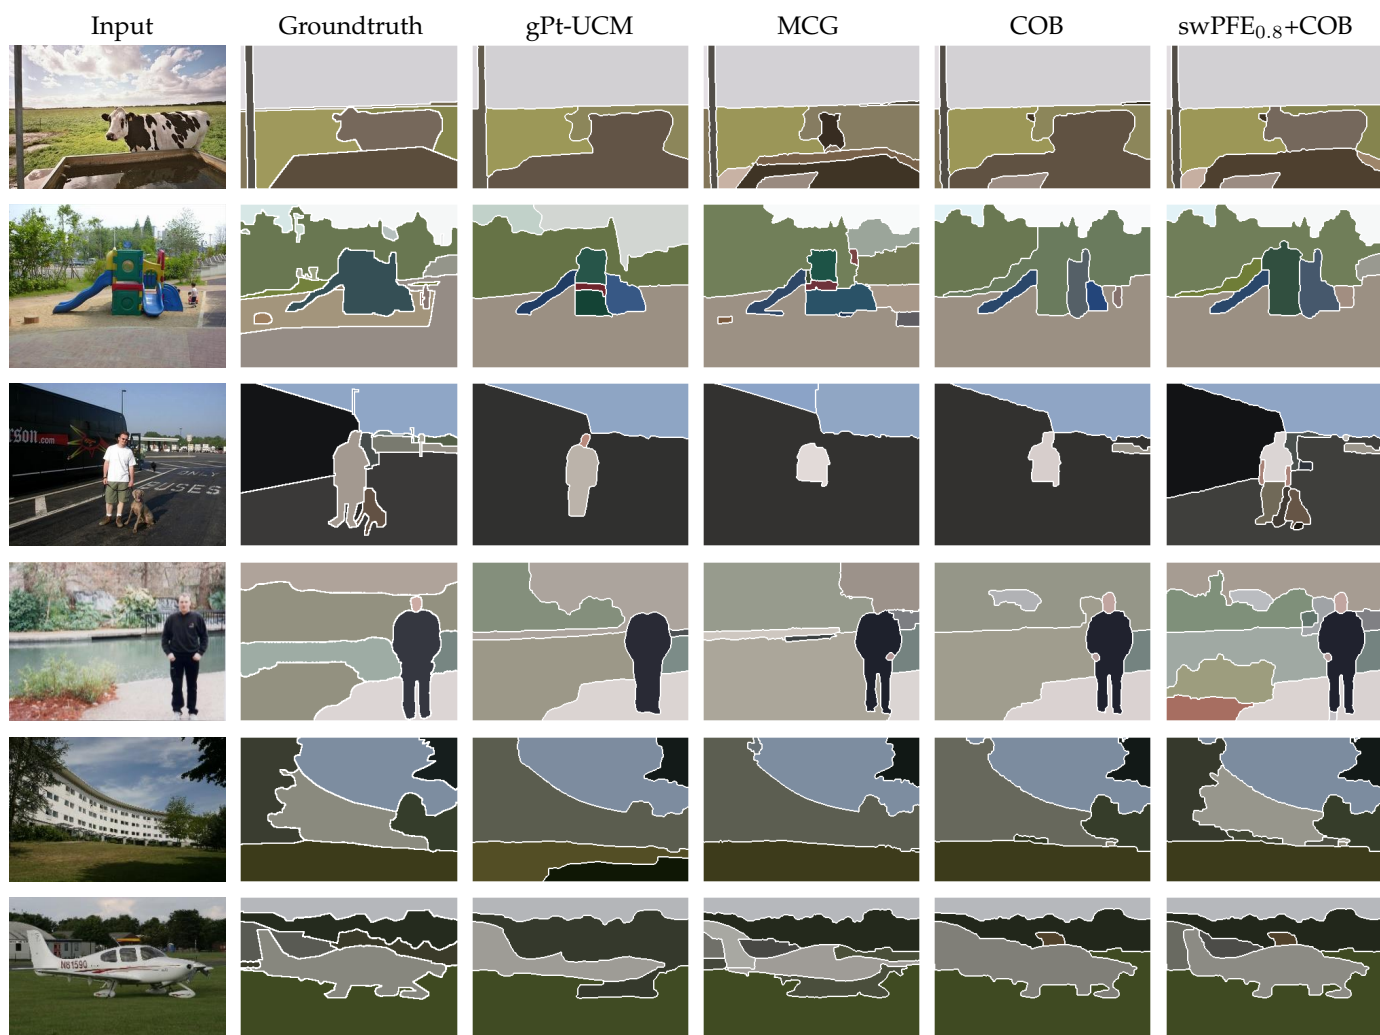 Input Groundtruth gPt-UCM MCG COB swPFE0.8+COB
rson.com
ONLY
BUSES
N61590